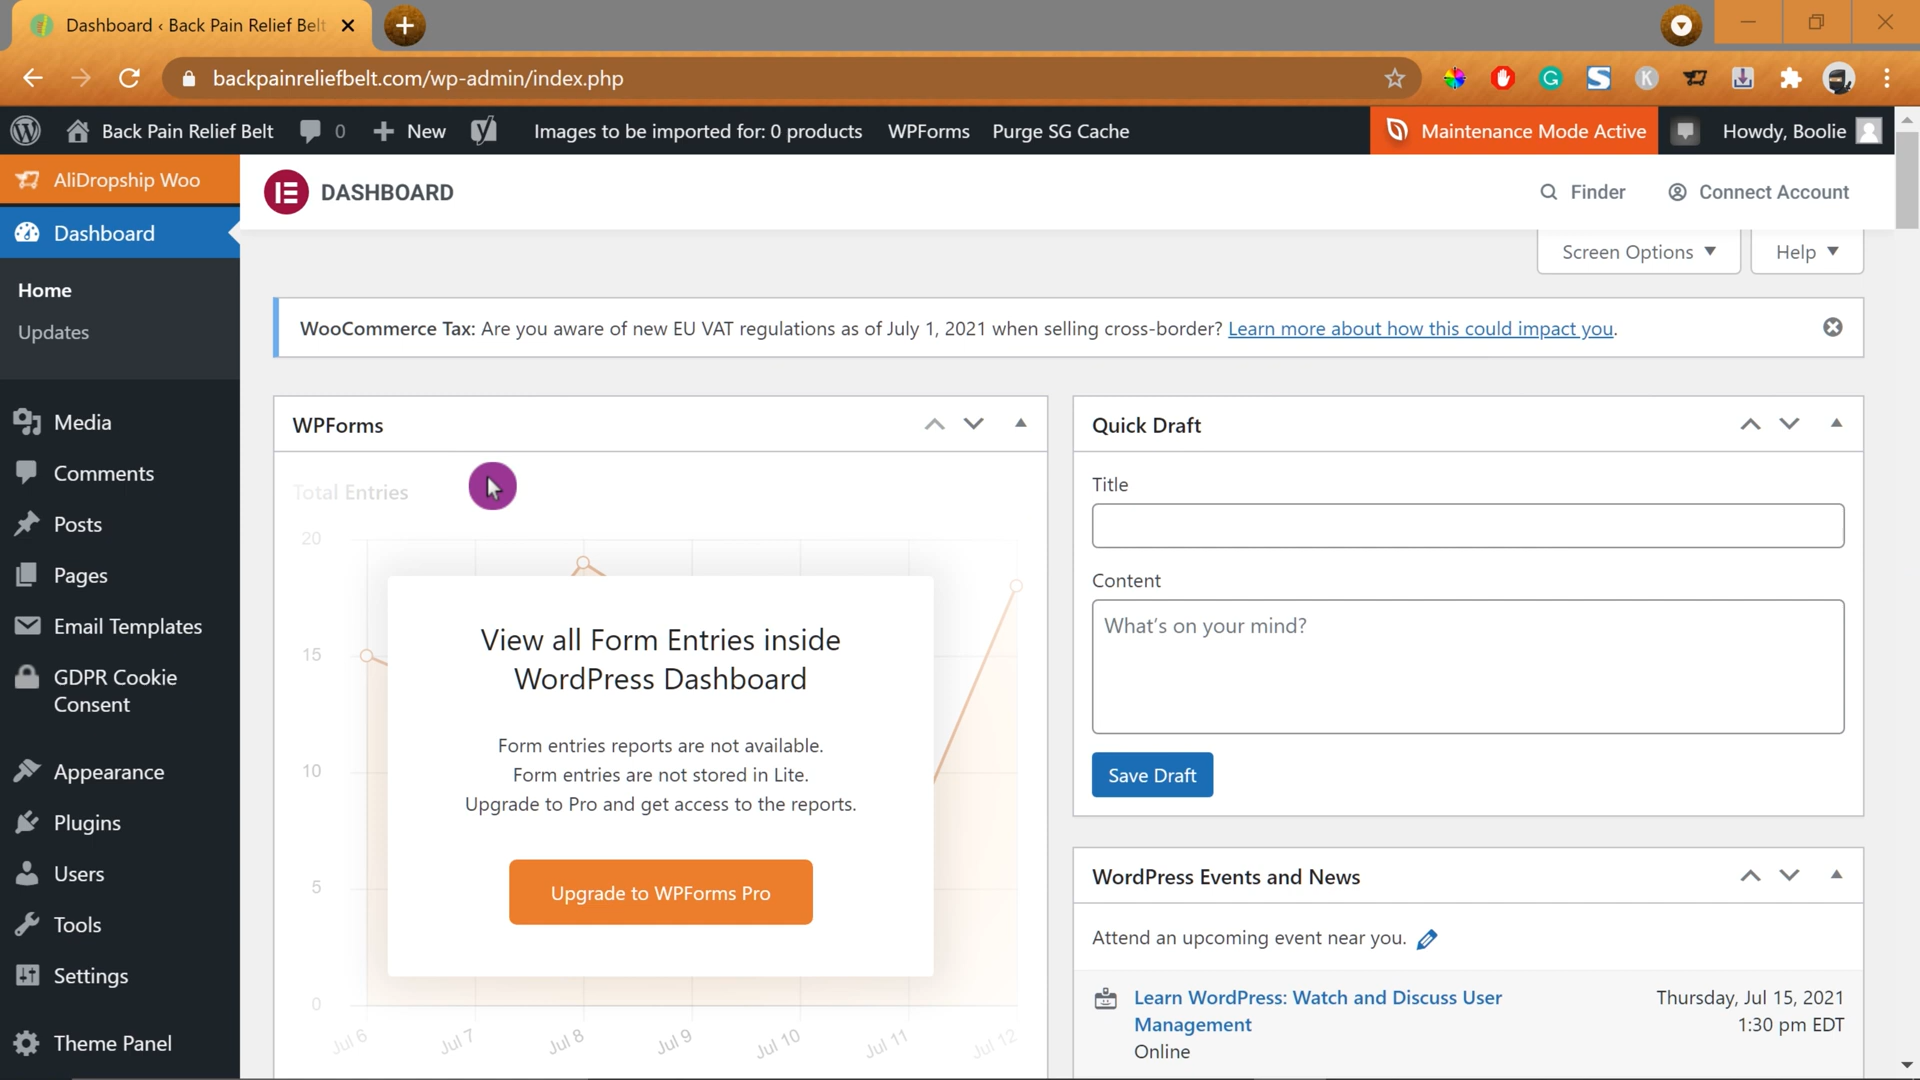 Dashboard ‹ Back Pain Relief Belt
backpainreliefbelt.com/wp-admin/index.php
Back Pain Relief Belt 0 New Images to be imported for: 0 products WPForms Purge SG Cache Maintenance Mode Active Howdy, Boolie
AliDropship Woo
Dashboard
Home
Updates
Media
Comments
Posts
Pages
Email Templates
GDPR Cookie
Consent
Appearance
Plugins
Users
Tools
Settings
Theme Panel
DASHBOARD
Finder Connect Account
Screen Options Help
WooCommerce Tax: Are you aware of new EU VAT regulations as of July 1, 2021 when selling cross-border? Learn more about how this could impact you.
WPForms
Total Entries
20
15
10
5
0
Jul 6 Jul 7 Jul 8 Jul 9 Jul 10 Jul 11 Jul 12
View all Form Entries inside
WordPress Dashboard
Form entries reports are not available.
Form entries are not stored in Lite.
Upgrade to Pro and get access to the reports.
Upgrade to WPForms Pro
Quick Draft
Title
Content
What's on your mind?
Save Draft
WordPress Events and News
Attend an upcoming event near you.
Learn WordPress: Watch and Discuss User
Management
Online
Thursday, Jul 15, 2021
1:30 pm EDT